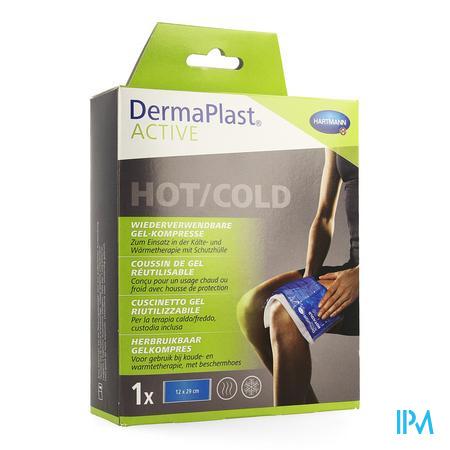 DermaPlast®
ACTIVE
HARTMANN
HOT/COLD
WIEDERVERWENDBARE
GEL-KOMPRESSE
Zum Einsatz in der Kälte- und
Wärmetherapie mit Schutzhülle
COUSSIN DE GEL
RÉUTILISABLE
Conçu pour un usage chaud ou
froid avec housse de protection
CUSCINETTO GEL
RIUTILIZZABILE
Per la terapia caldo/freddo,
custodia inclusa
HERBRUIKBAAR
GELKOMPRES
Voor gebruik bij koude- en
warmtetherapie, met beschermhoes
1x
12 x 29 cm
IPM